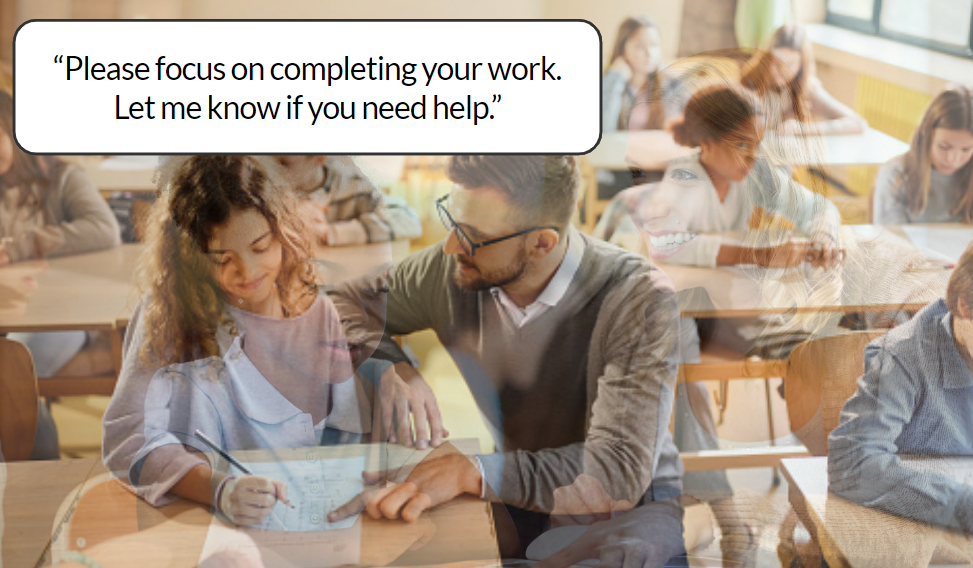 “Please focus on completing your work.
Let me know if you need help.”